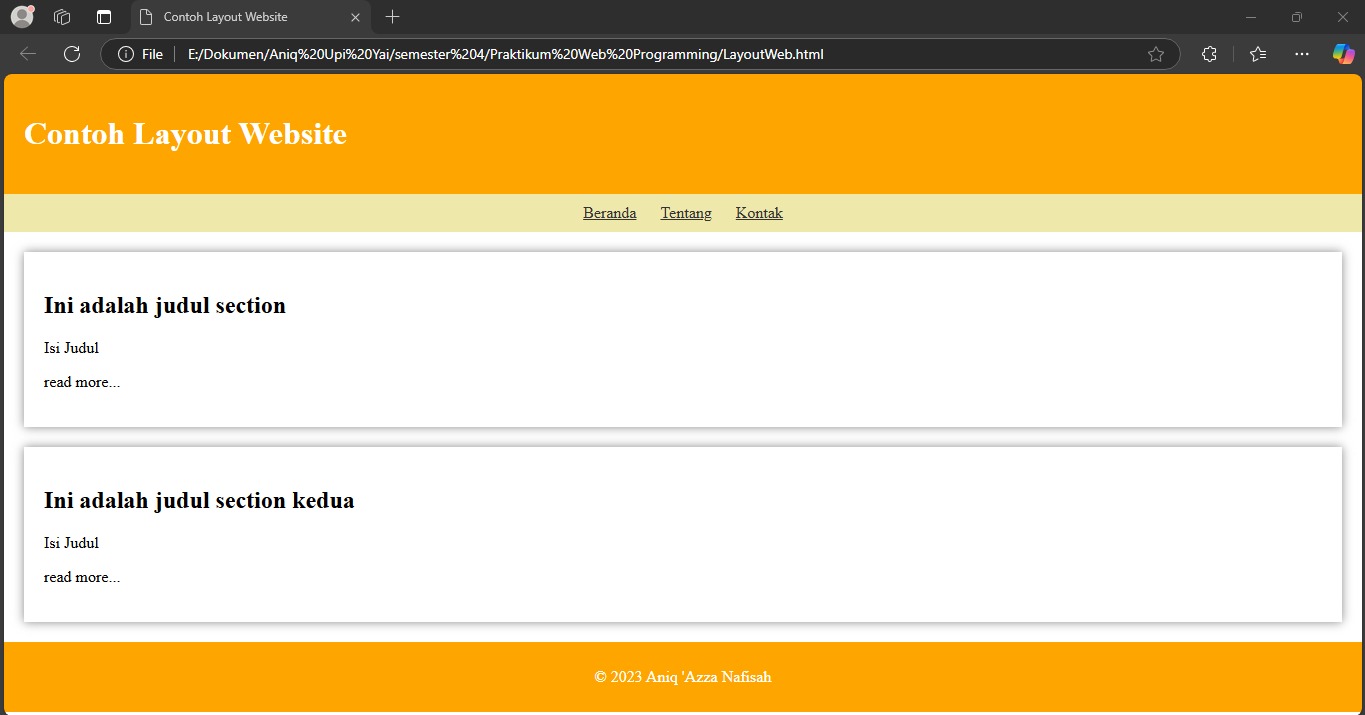 Contoh Layout Website
File
E:/Dokumen/Aniq%20Upi%20Yai/semester%204/Praktikum%20Web%20Programming/LayoutWeb.html
Contoh Layout Website
Beranda Tentang Kontak
Ini adalah judul section
Isi Judul
read more...
Ini adalah judul section kedua
Isi Judul
read more...
© 2023 Aniq 'Azza Nafisah